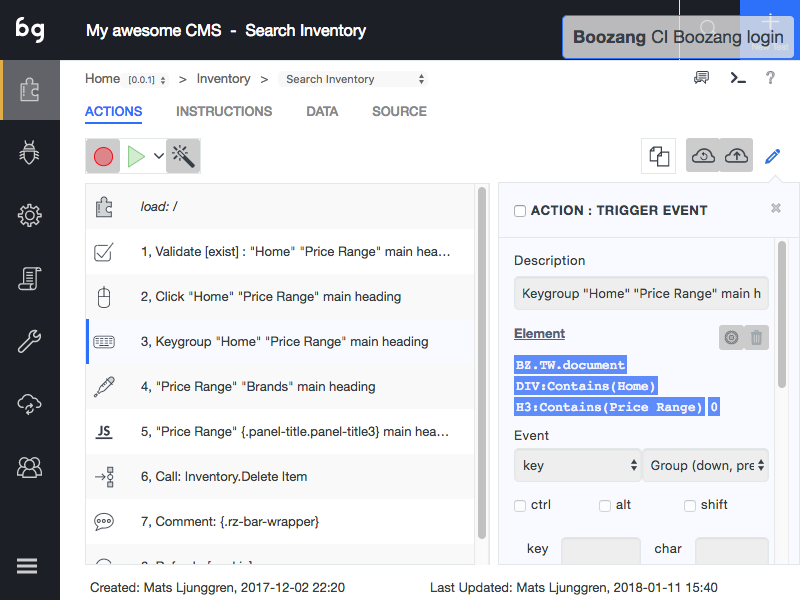 bg
My awesome CMS - Search Inventory
Boozang CI Boozang login
Home [0.0.1] > Inventory > Search Inventory
?
ACTIONS INSTRUCTIONS DATA SOURCE
load: /
1, Validate [exist] : "Home" "Price Range" main hea...
2, Click "Home" "Price Range" main heading
3, Keygroup "Home" "Price Range" main heading
4, "Price Range" "Brands" main heading
JS 5, "Price Range" {.panel-title.panel-title3} main hea...
6, Call: Inventory.Delete Item
7, Comment: {.rz-bar-wrapper}
ACTION : TRIGGER EVENT
Description
Keygroup "Home" "Price Range" main h
Element
BZ.TW.document
DIV:Contains(Home)
H3:Contains(Price Range) 0
Event
key Group (down, pre
ctrl alt shift
key char
Created: Mats Ljunggren, 2017-12-02 22:20 Last Updated: Mats Ljunggren, 2018-01-11 15:40